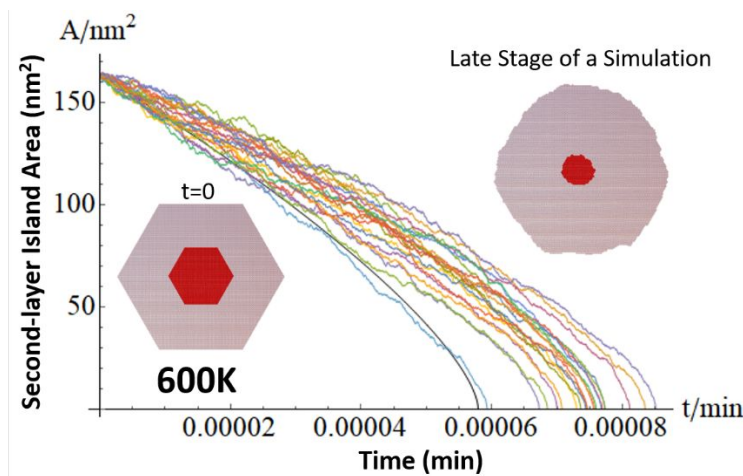 A/nm²
Late Stage of a Simulation
Second-layer Island Area (nm²)
150
100
50
t=0
600K
0.00002
0.00004
0.00006
0.00008
t/min
Time (min)